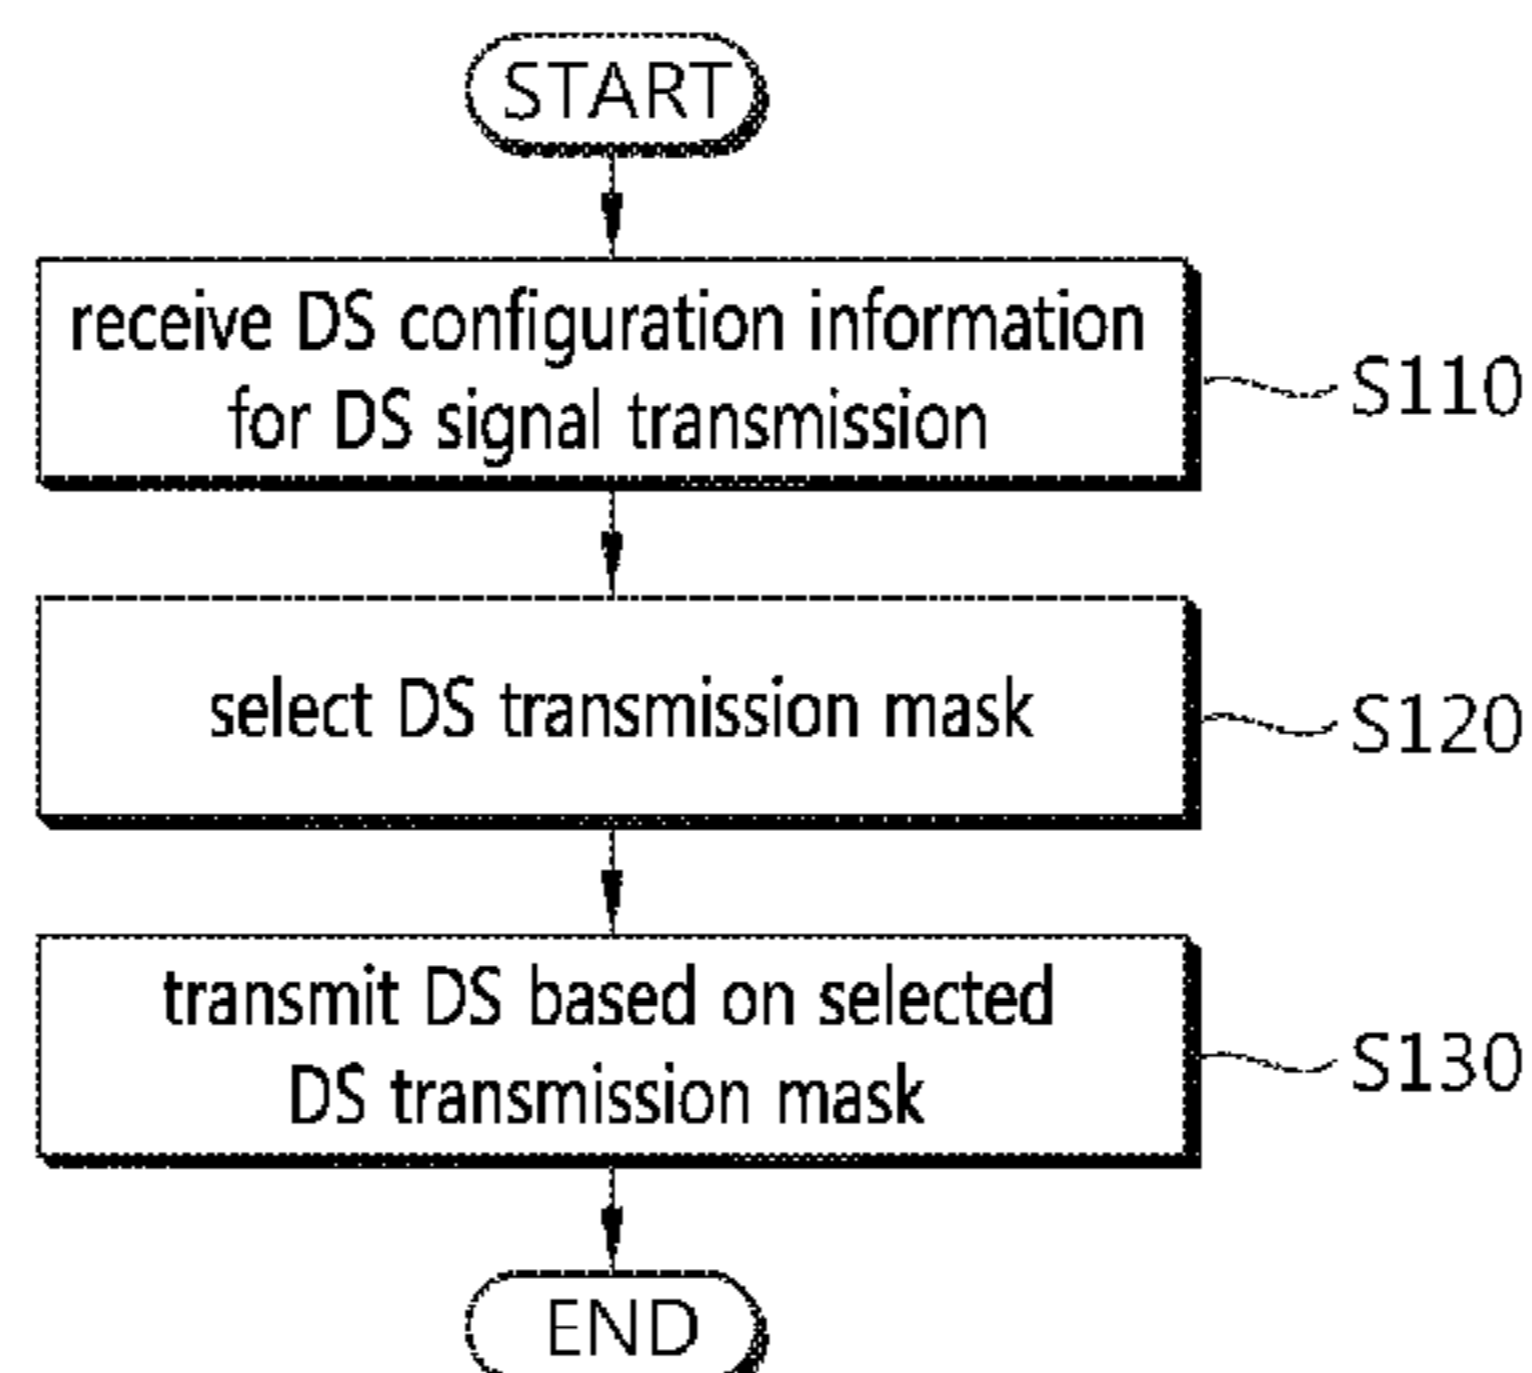 START
receive DS configuration information
for DS signal transmission
S110
select DS transmission mask
S120
transmit DS based on selected
DS transmission mask
S130
END